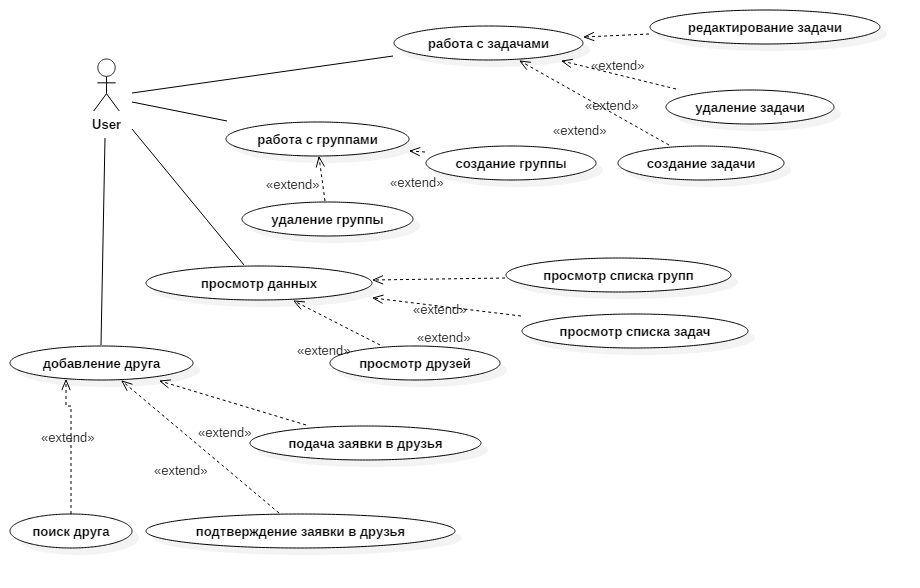 редактирование задачи
работа с задачами
«extend»
удаление задачи
«extend»
User
«extend»
работа с группами
создание группы
создание задачи
«extend»
«extend»
удаление группы
просмотр данных
просмотр списка групп
«extend»
просмотр списка задач
«extend»
«extend»
просмотр друзей
добавление друга
«extend»
«extend»
подача заявки в друзья
«extend»
поиск друга
подтверждение заявки в друзья